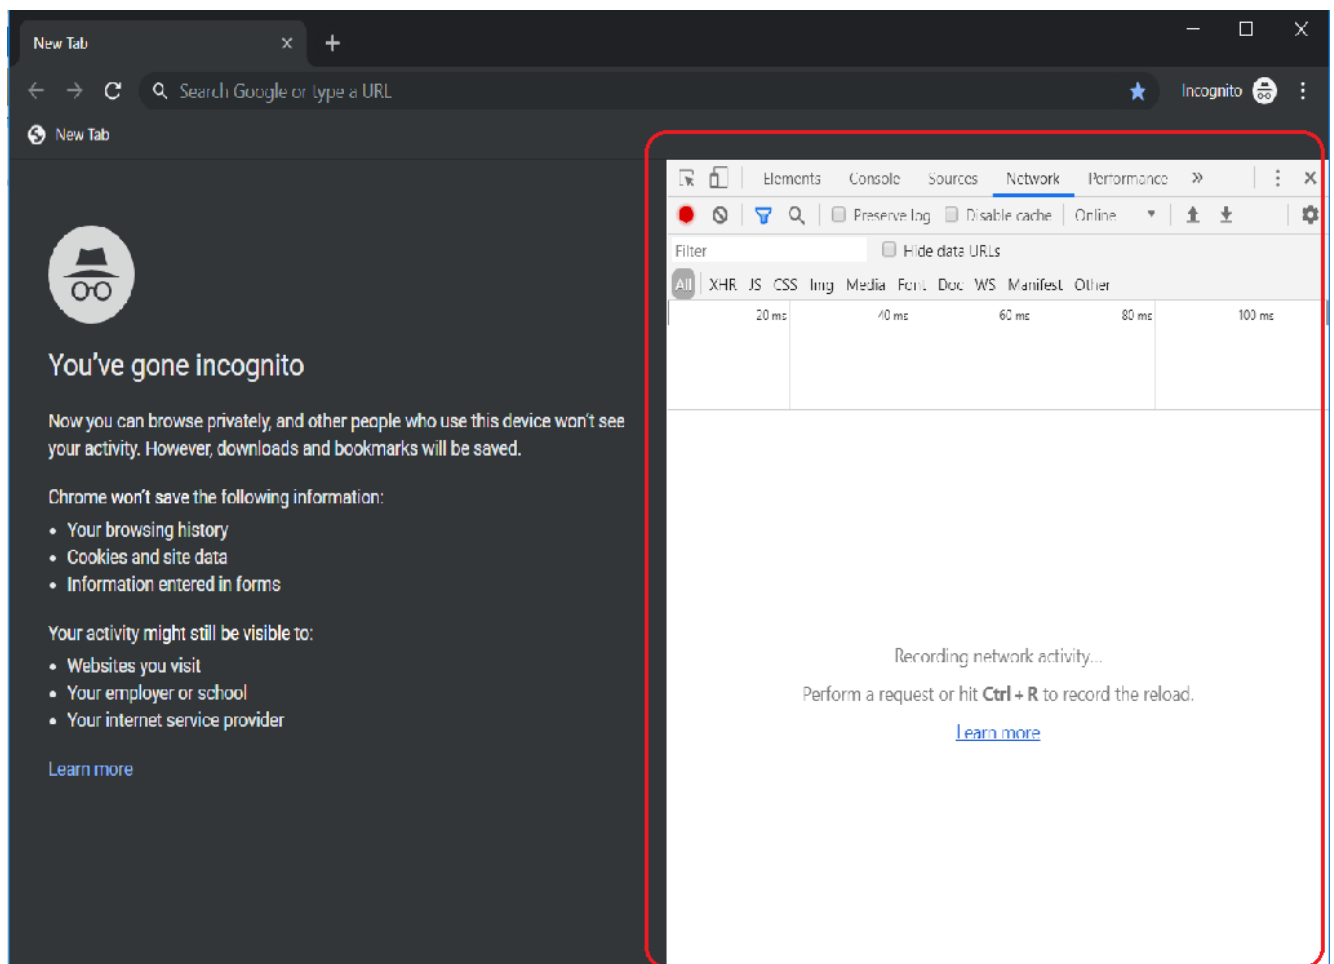 New Tab
Search Google or type a URL
Incognito
New Tab
Elements Console Sources Network Performance
Preserve log Disable cache Online
Filter Hide data URLs
All XHR JS CSS Img Media Font Doc WS Manifest Other
20 ms 40 ms 60 ms 80 ms 100 ms
You've gone incognito
Now you can browse privately, and other people who use this device won't see
your activity. However, downloads and bookmarks will be saved.
Chrome won't save the following information:
• Your browsing history
• Cookies and site data
• Information entered in forms
Your activity might still be visible to:
• Websites you visit
• Your employer or school
• Your internet service provider
Learn more
Recording network activity...
Perform a request or hit Ctrl + R to record the reload.
Learn more